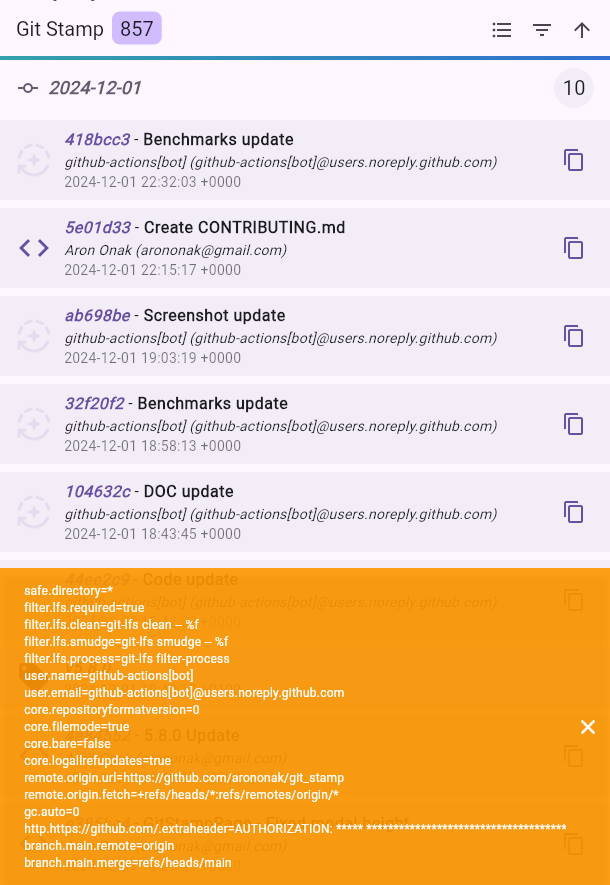 Git Stamp 857
2024-12-01 10
418bcc3 - Benchmarks update
github-actions[bot] (github-actions[bot]@users.noreply.github.com)
2024-12-01 22:32:03 +0000
5e01d33 - Create CONTRIBUTING.md
Aron Onak (arononak@gmail.com)
2024-12-01 22:15:17 +0000
ab698be - Screenshot update
github-actions[bot] (github-actions[bot]@users.noreply.github.com)
2024-12-01 19:03:19 +0000
32f20f2 - Benchmarks update
github-actions[bot] (github-actions[bot]@users.noreply.github.com)
2024-12-01 18:58:13 +0000
104632c - DOC update
github-actions[bot] (github-actions[bot]@users.noreply.github.com)
2024-12-01 18:43:45 +0000
44ee2c9 - Code update
safe.directory=*
filter.lfs.required=true
filter.lfs.clean=git-lfs clean -- %f
filter.lfs.smudge=git-lfs smudge -- %f
filter.lfs.process=git-lfs filter-process
user.name=github-actions[bot]
user.email=github-actions[bot]@users.noreply.github.com
core.repositoryformatversion=0
core.filemode=true
5.8.0 Update
core.bare=false
core.logallrefupdates=true
remote.origin.url=https://github.com/arononak/git_stamp
remote.origin.fetch=+refs/heads/*:refs/remotes/origin/*
gc.auto=0
http.https://github.com/.extraheader=AUTHORIZATION: ***** ***********************************
branch.main.remote=origin
branch.main.merge=refs/heads/main